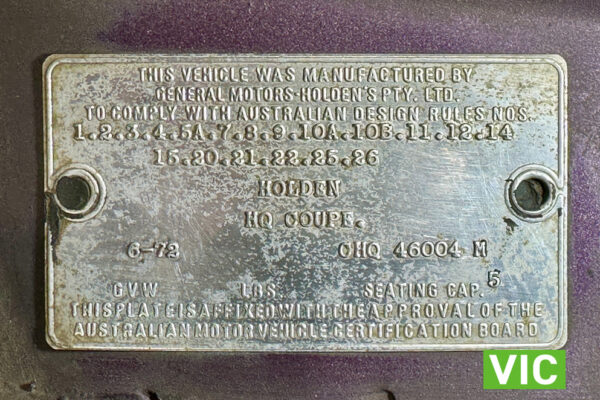 THIS VEHICLE WAS MANUFACTURED BY
GENERAL MOTORS-HOLDEN'S PTY. LTD.
TO COMPLY WITH AUSTRALIAN DESIGN RULES NOS.
1.2.3.4.5A.7.8.9.10A.10B.11.12.14
15.20.21.22.25.26
HOLDEN
HQ COUPE.
6-72 CHQ 46004 M
GVW LBS. SEATING CAP. 5
THIS PLATE IS AFFIXED WITH THE APPROVAL OF THE
AUSTRALIAN MOTOR VEHICLE CERTIFICATION BOARD
VIC